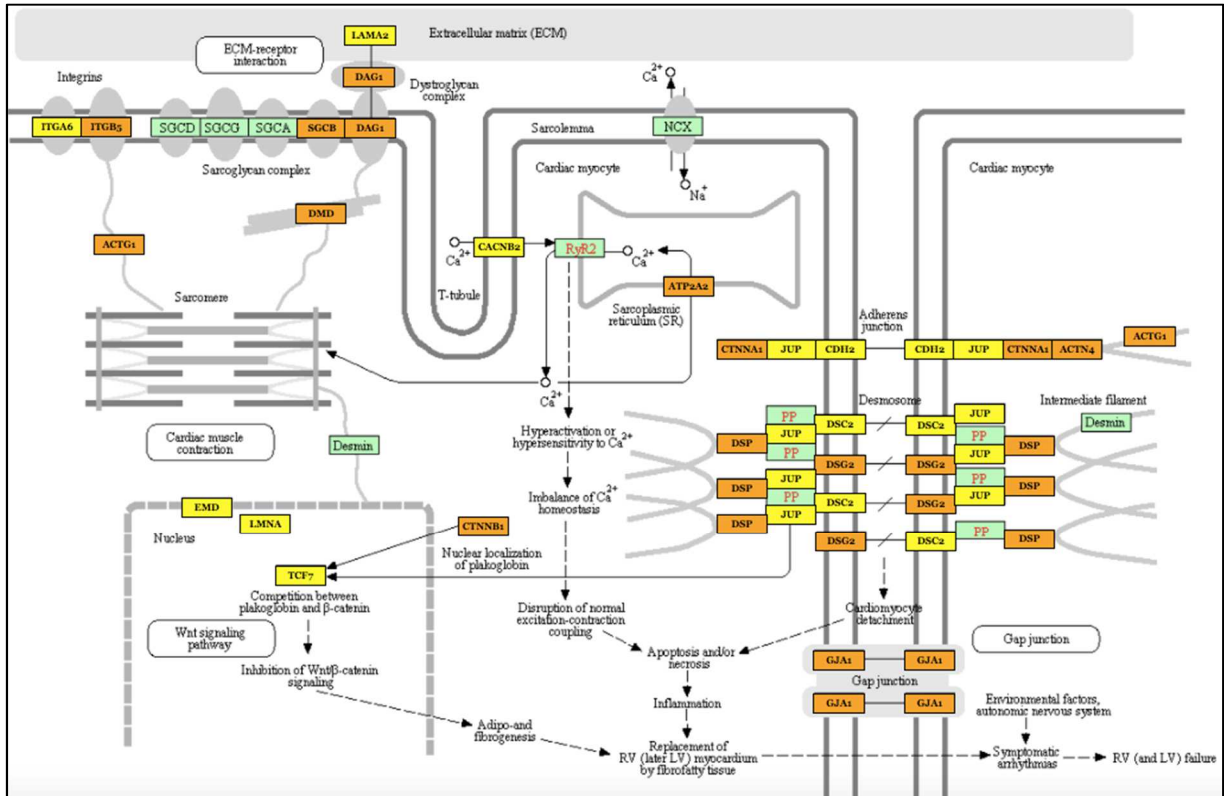 LAMA2
Extracellular matrix (ECM)
ECM-receptor
interaction
DAG1
Dystroglycan
complex
Integrins
Ca2+
ITGA6
ITGB5
SGCD
SGCG
SGCA
SGCB
DAG1
Sarcolemma
NCX
Sarcoglycan complex
Cardiac myocyte
Na+
Cardiac myocyte
DMD
ACTG1
Ca2+
CACNB2
RyR2
Ca2+
T-tubule
ATP2A2
Sarcoplasmic
reticulum (SR)
Sarcomere
Adherens
junction
CTNNA1
JUP
CDH2
CDH2
JUP
CTNNA1
ACTN4
ACTG1
Ca2+
Desmosome
Intermediate filament
Cardiac muscle
contraction
Desmin
Hyperactivation or
hypersensitivity to Ca2+
PP
DSC2
DSC2
JUP
Desmin
DSP
JUP
PP
DSP
PP
DSG2
DSG2
JUP
DSP
JUP
PP
DSP
PP
DSC2
DSC2
JUP
DSP
JUP
PP
DSP
DSG2
DSC2
Imbalance of Ca2+
homeostasis
EMD
LMNA
Nucleus
CTNNB1
Nuclear localization
of plakoglobin
TCF7
Competition between
plakoglobin and β-catenin
Wnt signaling
pathway
Inhibition of Wnt/β-catenin
signaling
Disruption of normal
excitation-contraction
coupling
Cardiomyocyte
detachment
Apoptosis and/or
necrosis
GJA1
GJA1
Gap junction
Gap junction
GJA1
GJA1
Inflammation
Environmental factors,
autonomic nervous system
Adipo-and
fibrogenesis
Replacement of
RV (later LV) myocardium
by fibrofatty tissue
Symptomatic
arrhythmias
RV (and LV) failure